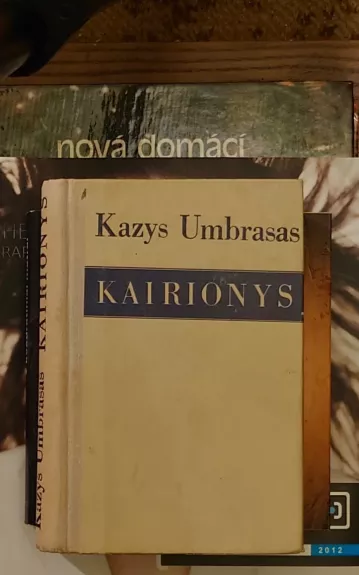 nová domácí
Kazys Umbrasas
KAIRIONYS
Kazys Umbrasas KAIRIONYS
2012